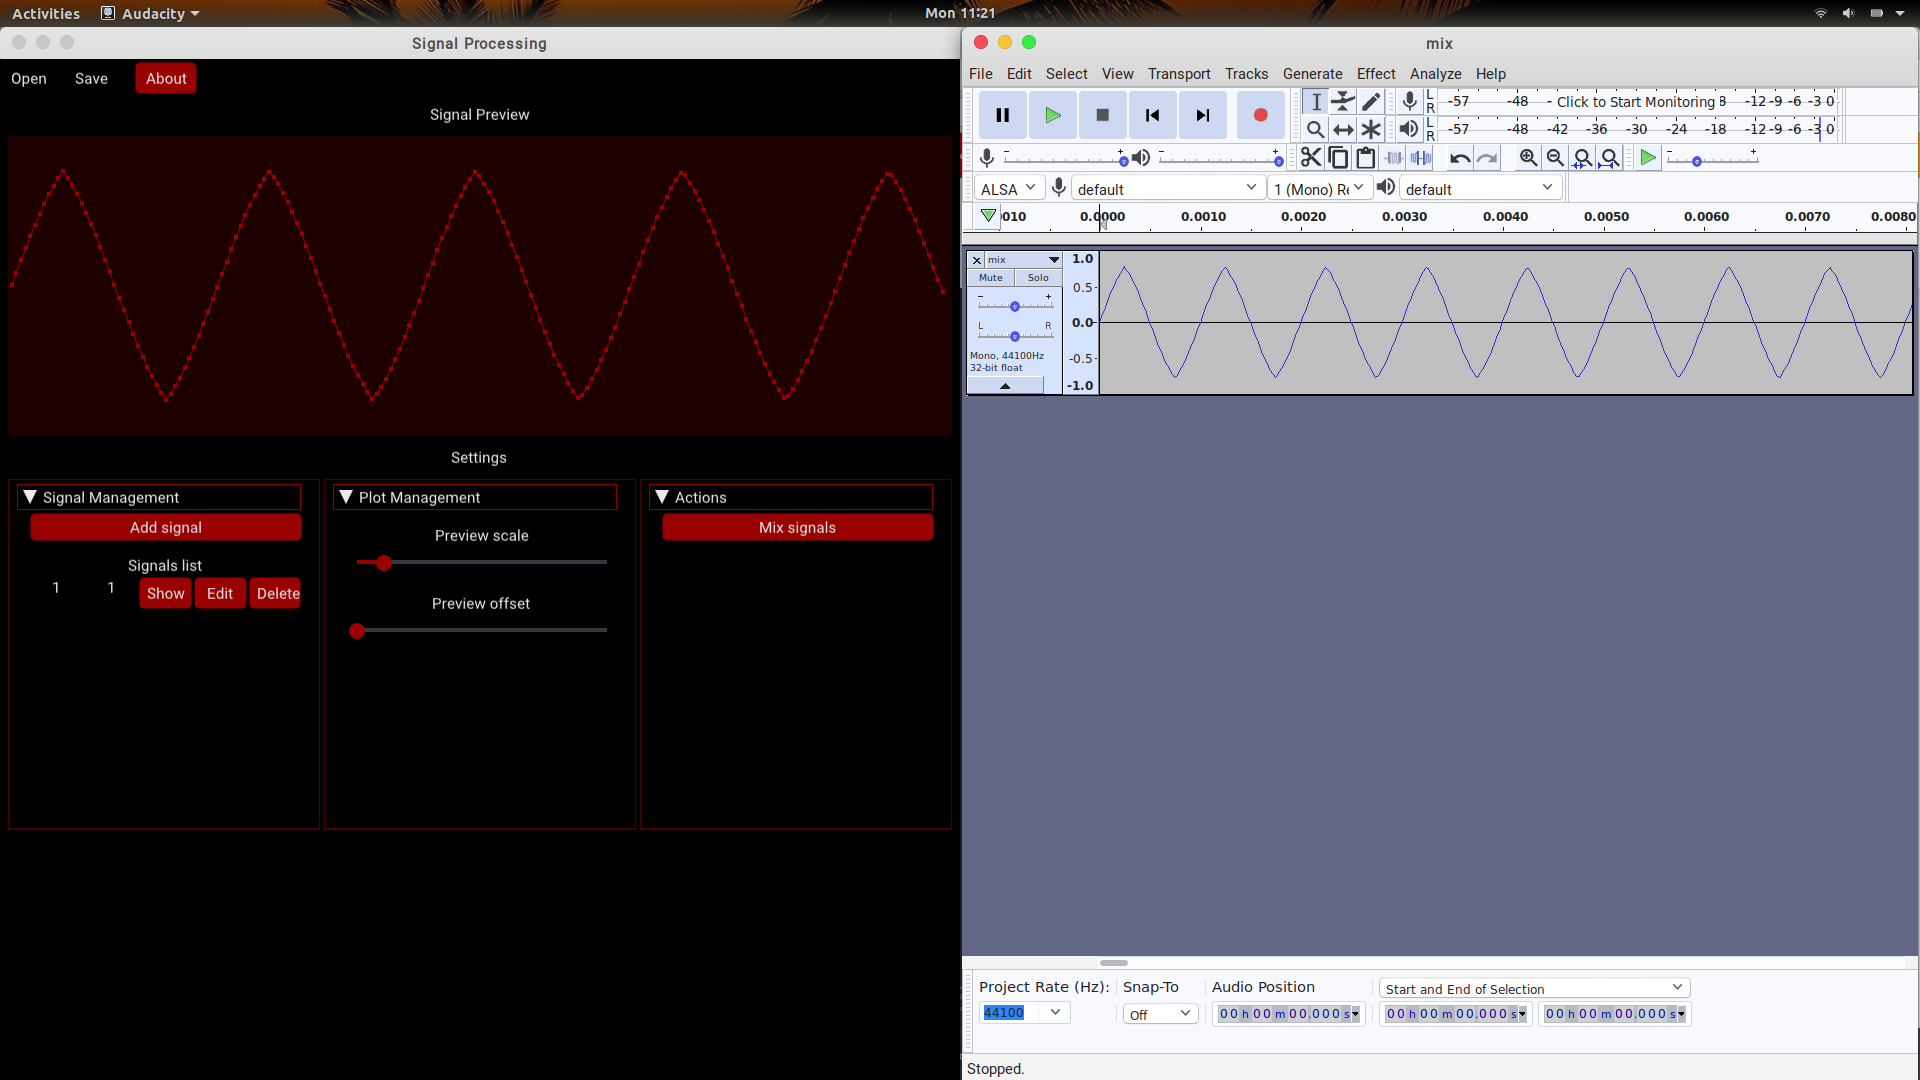 Activities Audacity Mon 11:21
Signal Processing
Open Save About
Signal Preview
Settings
Signal Management
Add signal
Signals list
1 1 Show Edit Delete
Plot Management
Preview scale
Preview offset
Actions
Mix signals
mix
File Edit Select View Transport Tracks Generate Effect Analyze Help
L R -57 -48 - Click to Start Monitoring -12 -9 -6 -3 0
L R -57 -48 -42 -36 -30 -24 -18 -12 -9 -6 -3 0
- + - + - +
ALSA default 1 (Mono) Re default
010 0.0000 0.0010 0.0020 0.0030 0.0040 0.0050 0.0060 0.0070 0.0080
mix
Mute Solo
- +
L R
Mono, 44100Hz
32-bit float
1.0
0.5
0.0
-0.5
-1.0
Project Rate (Hz): Snap-To Audio Position Start and End of Selection
44100 Off 00 h 00 m 00.000 s 00 h 00 m 00.000 s 00 h 00 m 00.000 s
Stopped.